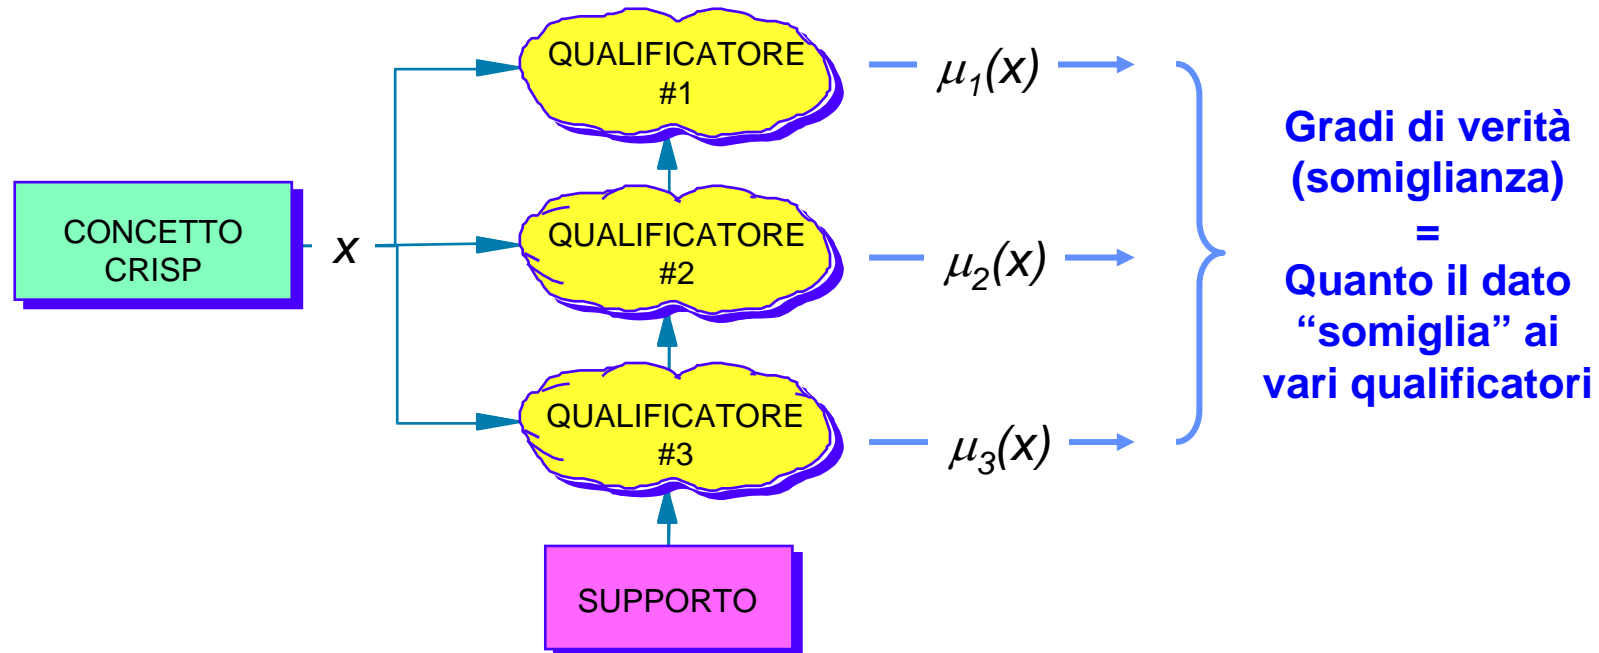 QUALIFICATORE
#1
μ1(x)
CONCETTO
CRISP
x
QUALIFICATORE
#2
μ2(x)
QUALIFICATORE
#3
μ3(x)
SUPPORTO
Gradi di verità
(somiglianza)
=
Quanto il dato
“somiglia” ai
vari qualificatori